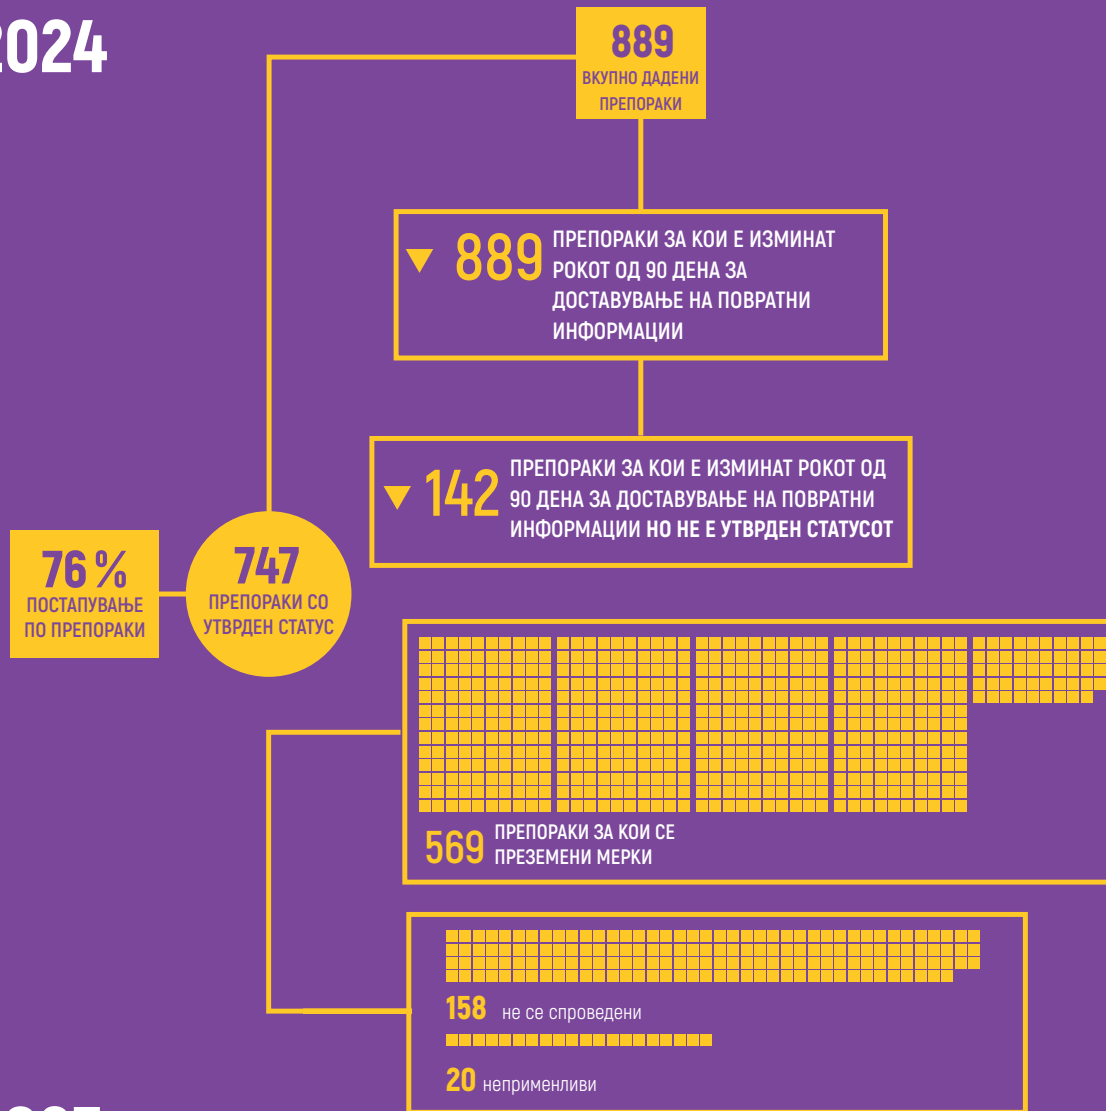 2024
889
ВКУПНО ДАДЕНИ
ПРЕПОРАКИ
889
ПРЕПОРАКИ ЗА КОИ Е ИЗМИНАТ
РОКОТ ОД 90 ДЕНА ЗА
ДОСТАВУВАЊЕ НА ПОВРАТНИ
ИНФОРМАЦИИ
142
ПРЕПОРАКИ ЗА КОИ Е ИЗМИНАТ РОКОТ ОД
90 ДЕНА ЗА ДОСТАВУВАЊЕ НА ПОВРАТНИ
ИНФОРМАЦИИ НО НЕ Е УТВРДЕН СТАТУСОТ
76 %
ПОСТАПУВАЊЕ
ПО ПРЕПОРАКИ
747
ПРЕПОРАКИ СО
УТВРДЕН СТАТУС
569
ПРЕПОРАКИ ЗА КОИ СЕ
ПРЕЗЕМЕНИ МЕРКИ
158 не се спроведени
20 неприменливи